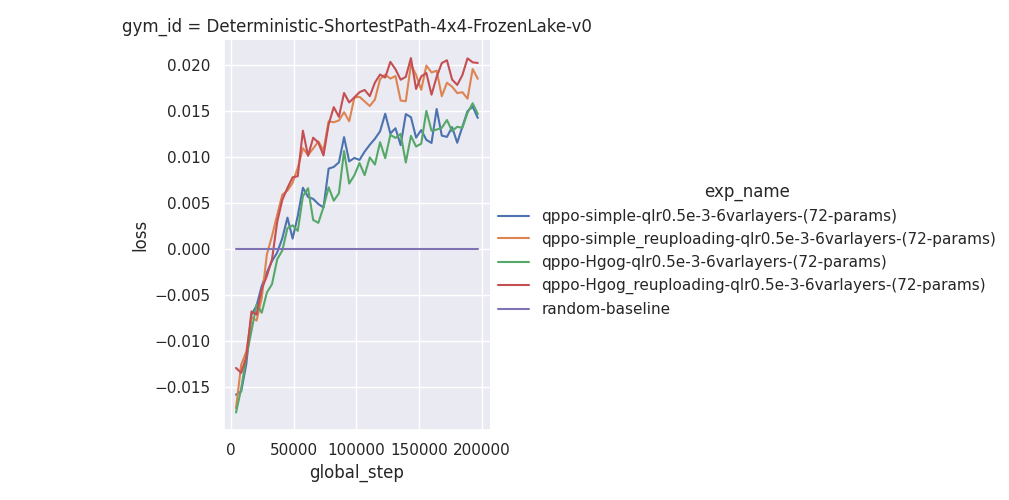 gym_id = Deterministic-ShortestPath-4x4-FrozenLake-v0
0.020
0.015
0.010
0.005
0.000
−0.005
−0.010
−0.015
loss
0 50000 100000 150000 200000
global_step
exp_name
qppo-simple-qlr0.5e-3-6varlayers-(72-params)
qppo-simple_reuploading-qlr0.5e-3-6varlayers-(72-params)
qppo-Hgog-qlr0.5e-3-6varlayers-(72-params)
qppo-Hgog_reuploading-qlr0.5e-3-6varlayers-(72-params)
random-baseline